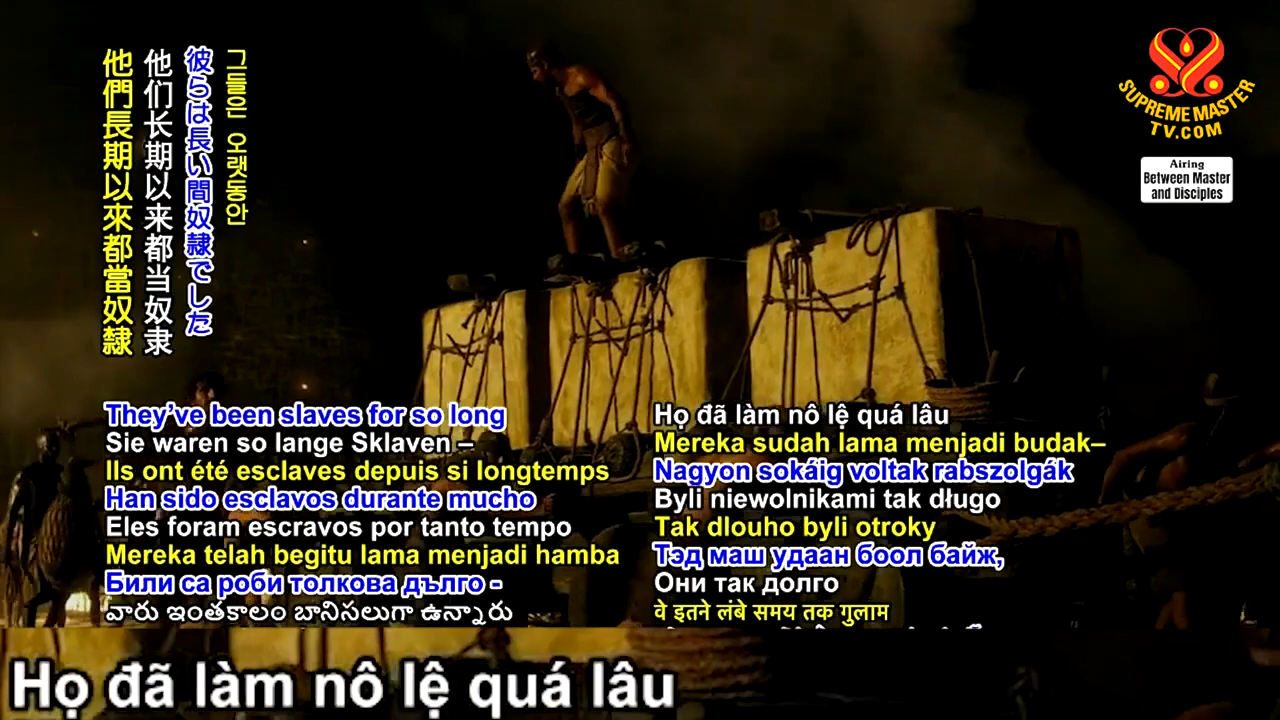 他們長期以來都當奴隸
他们长期以来都当奴隶
彼らは長い間奴隷でした
그들은 오랫동안
SUPREME MASTER
TV.COM
Airing
Between Master
and Disciples
They’ve been slaves for so long
Sie waren so lange Sklaven –
Ils ont été esclaves depuis si longtemps
Han sido esclavos durante mucho
Eles foram escravos por tanto tempo
Mereka telah begitu lama menjadi hamba
Били са роби толкова дълго -
వారు ఇంతకాలం బానిసలుగా ఉన్నారు
Họ đã làm nô lệ quá lâu
Mereka sudah lama menjadi budak–
Nagyon sokáig voltak rabszolgák
Byli niewolnikami tak długo
Tak dlouho byli otroky
Тэд маш удаан боол байж,
Они так долго
वे इतने लंबे समय तक गुलाम
Họ đã làm nô lệ quá lâu